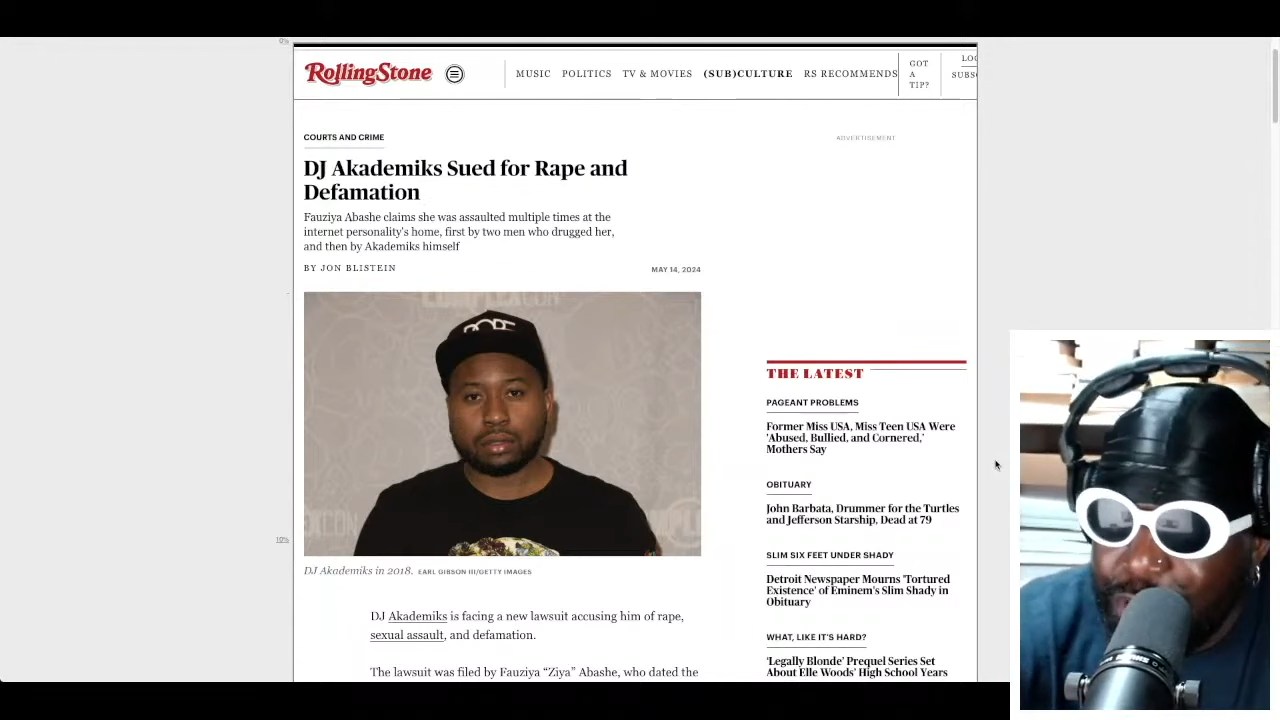 0%
RollingStone
MUSIC POLITICS TV & MOVIES (SUB)CULTURE RS RECOMMENDS
GOT
A
TIP?
LOG
SUBSC
COURTS AND CRIME
ADVERTISEMENT
DJ Akademiks Sued for Rape and
Defamation
Fauziya Abashe claims she was assaulted multiple times at the
internet personality's home, first by two men who drugged her,
and then by Akademiks himself
BY JON BLISTEIN
MAY 14, 2024
10%
DJ Akademiks in 2018. EARL GIBSON III/GETTY IMAGES
DJ Akademiks is facing a new lawsuit accusing him of rape,
sexual assault, and defamation.
The lawsuit was filed by Fauziya “Ziya” Abashe, who dated the
THE LATEST
PAGEANT PROBLEMS
Former Miss USA, Miss Teen USA Were
'Abused, Bullied, and Cornered,'
Mothers Say
OBITUARY
John Barbata, Drummer for the Turtles
and Jefferson Starship, Dead at 79
SLIM SIX FEET UNDER SHADY
Detroit Newspaper Mourns 'Tortured
Existence' of Eminem's Slim Shady in
Obituary
WHAT, LIKE IT'S HARD?
'Legally Blonde' Prequel Series Set
About Elle Woods' High School Years